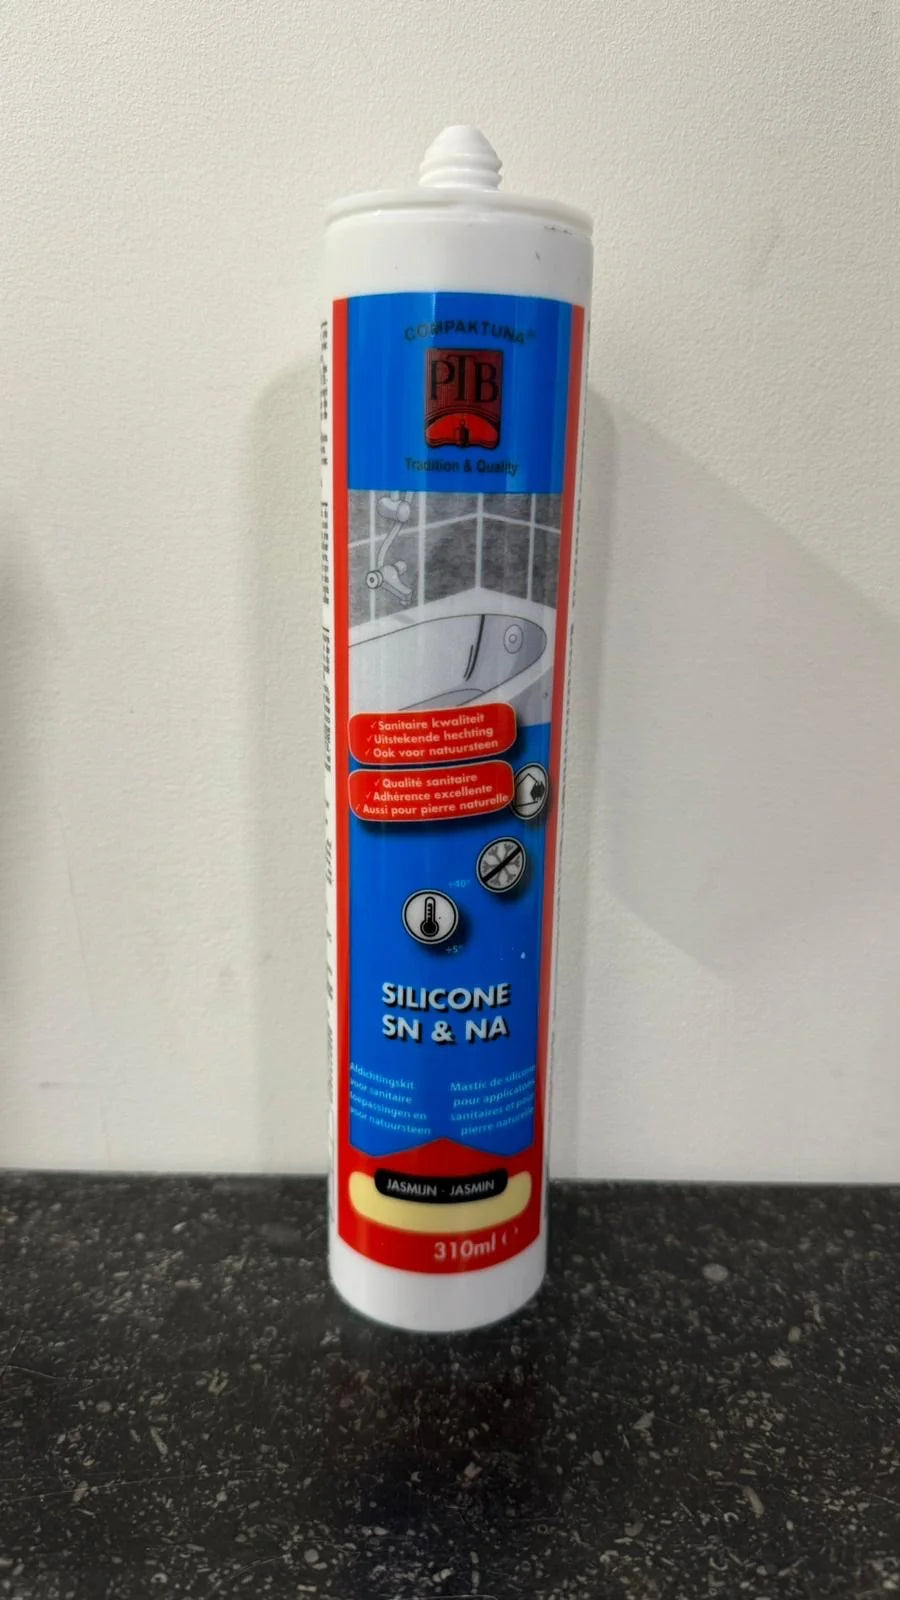 COMPAKTUNA®
PTB
Tradition & Quality
✓Sanitaire kwaliteit
✓Uitstekende hechting
✓Ook voor natuursteen
✓Qualité sanitaire
✓Adhérence excellente
✓Aussi pour pierre naturelle
+40°
+5°
SILICONE
SN & NA
Afdichtingskit
voor sanitaire
toepassingen en
voor natuursteen
Mastic de silicone
pour applications
sanitaires et pour
pierre naturelle
JASMIJN - JASMIN
310ml